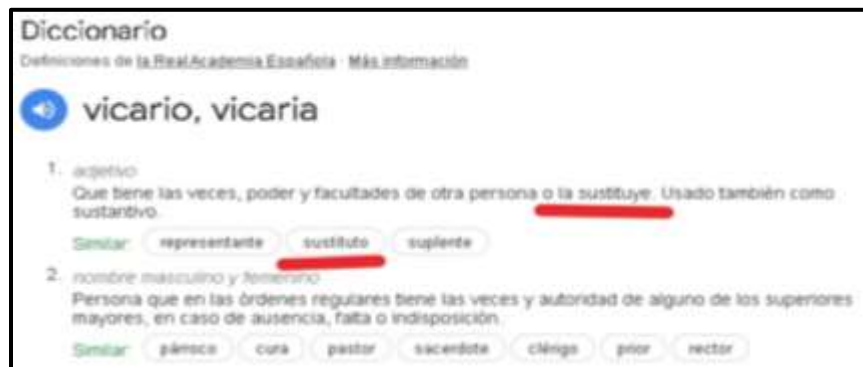 Diccionario
Definiciones de la Real Academia Española · Más información
vicario, vicaria
1. adjetivo
Que tiene las veces, poder y facultades de otra persona o la sustituye. Usado también como
sustantivo.
Similar: representante sustituto suplente
2. nombre masculino y femenino
Persona que en las órdenes regulares tiene las veces y autoridad de alguno de los superiores
mayores, en caso de ausencia, falta o indisposición.
Similar: párroco cura pastor sacerdote clérigo prior rector